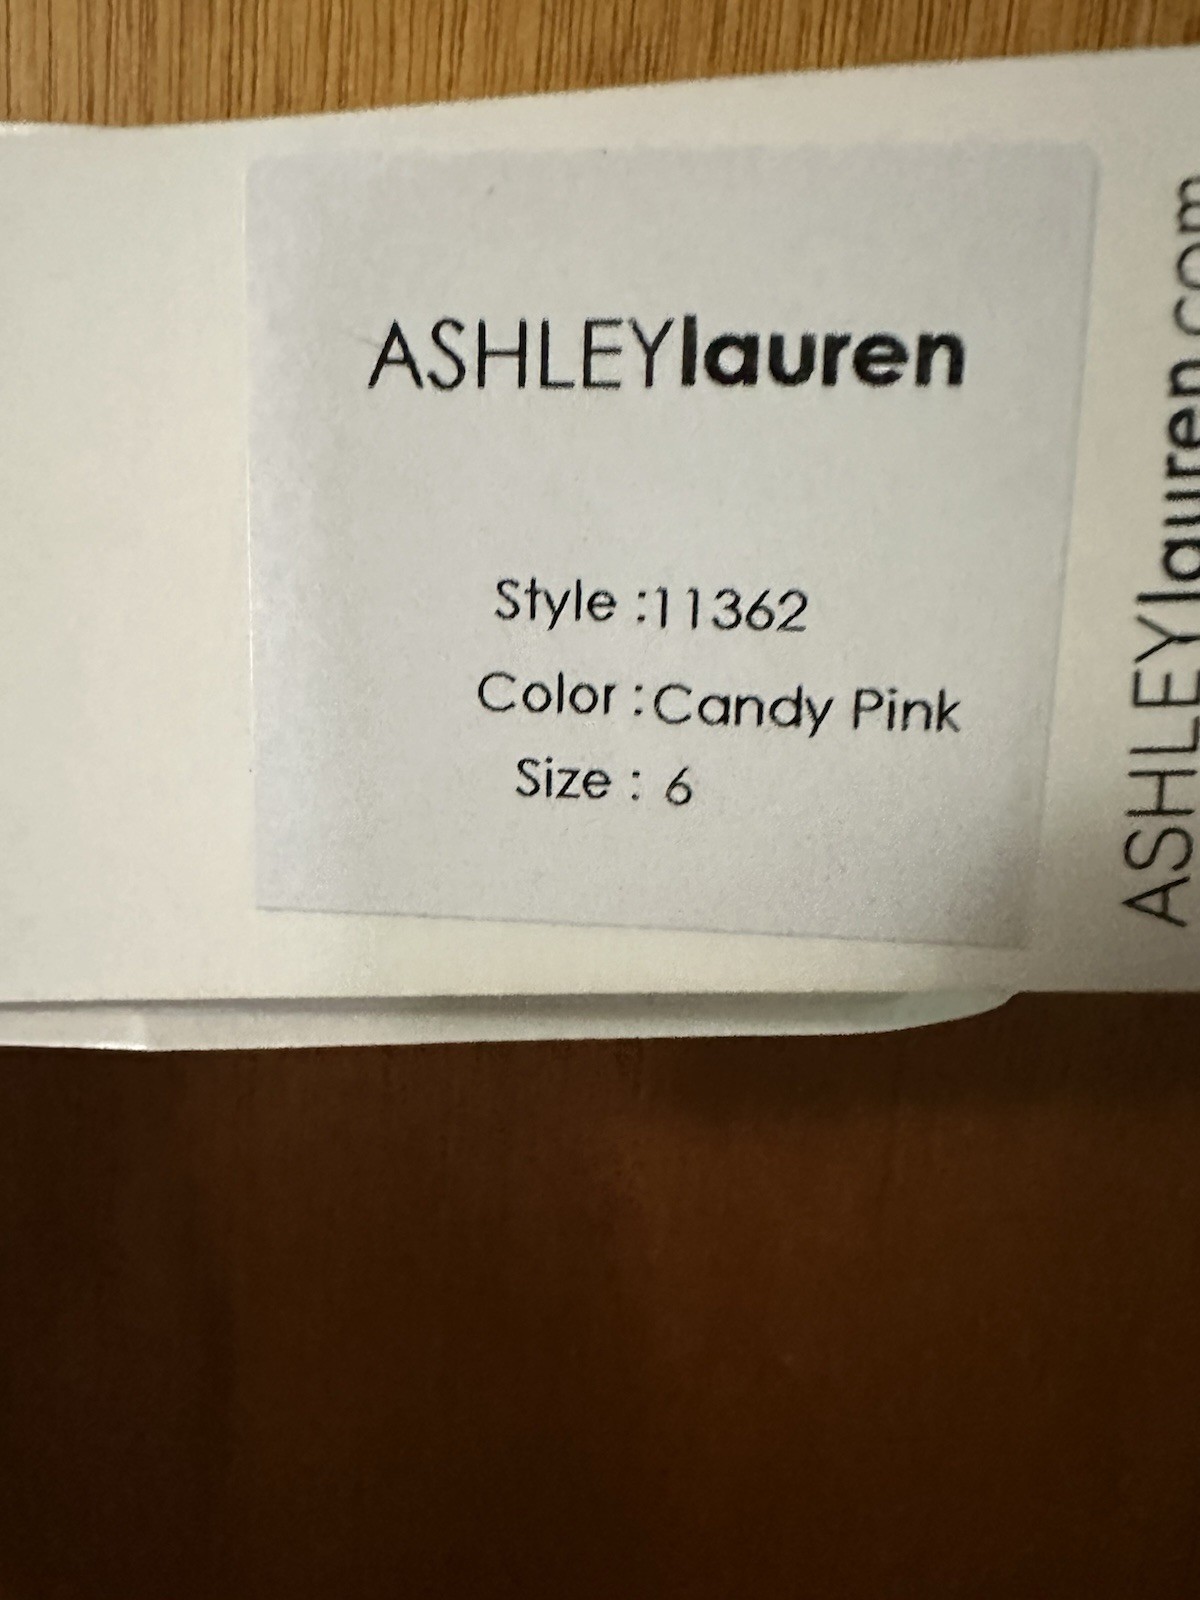 ASHLEYlauren
Style :11362
Color :Candy Pink
Size : 6
ASHLEYlauren.com